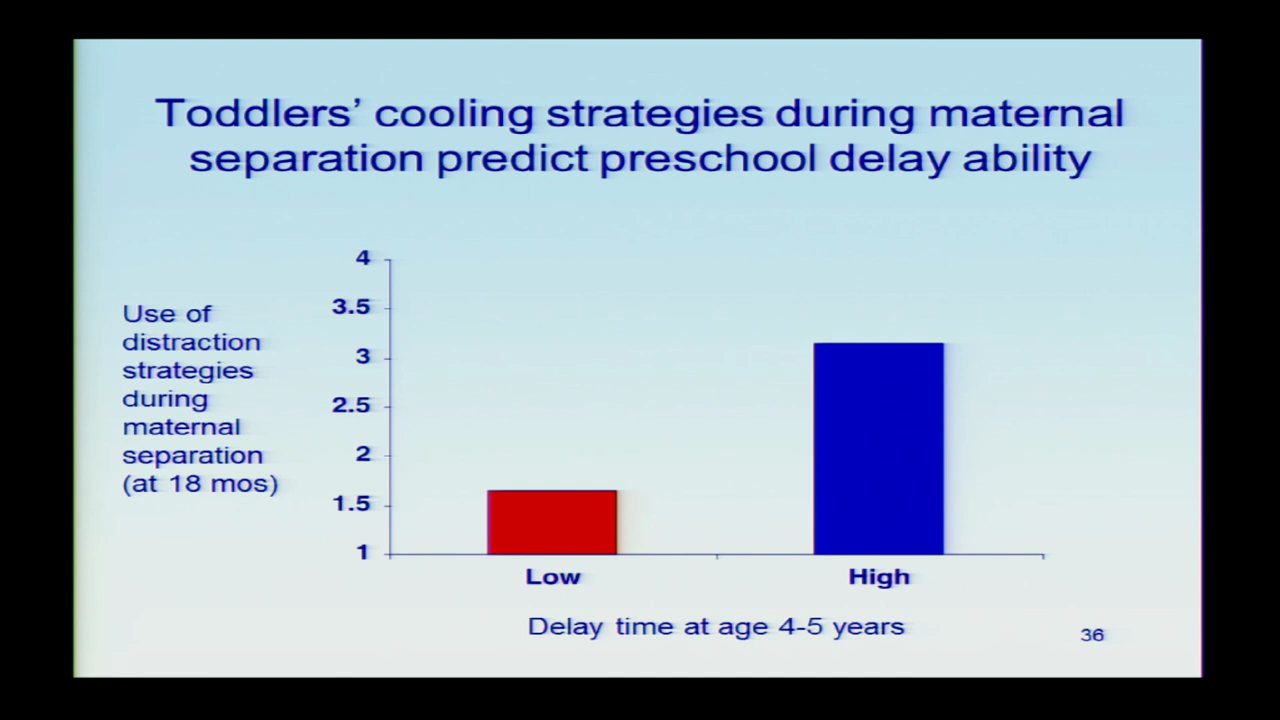 Toddlers’ cooling strategies during maternal
separation predict preschool delay ability
Use of
distraction
strategies
during
maternal
separation
(at 18 mos)
4
3.5
3
2.5
2
1.5
1
Low High
Delay time at age 4-5 years
36